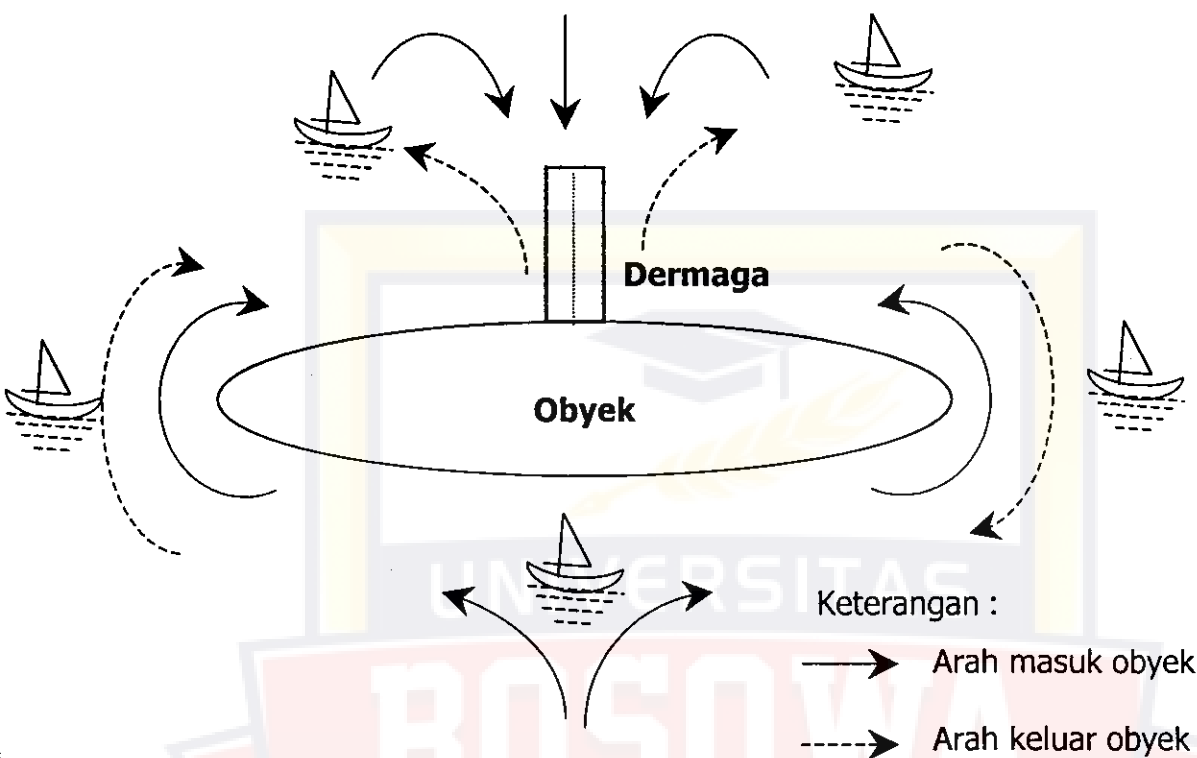 Dermaga
Obyek
UNIVERSITAS
BOSOWA
Keterangan :
Arah masuk obyek
Arah keluar obyek